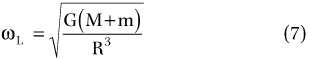 ω_L = √(G(M+m)/R³) (7)